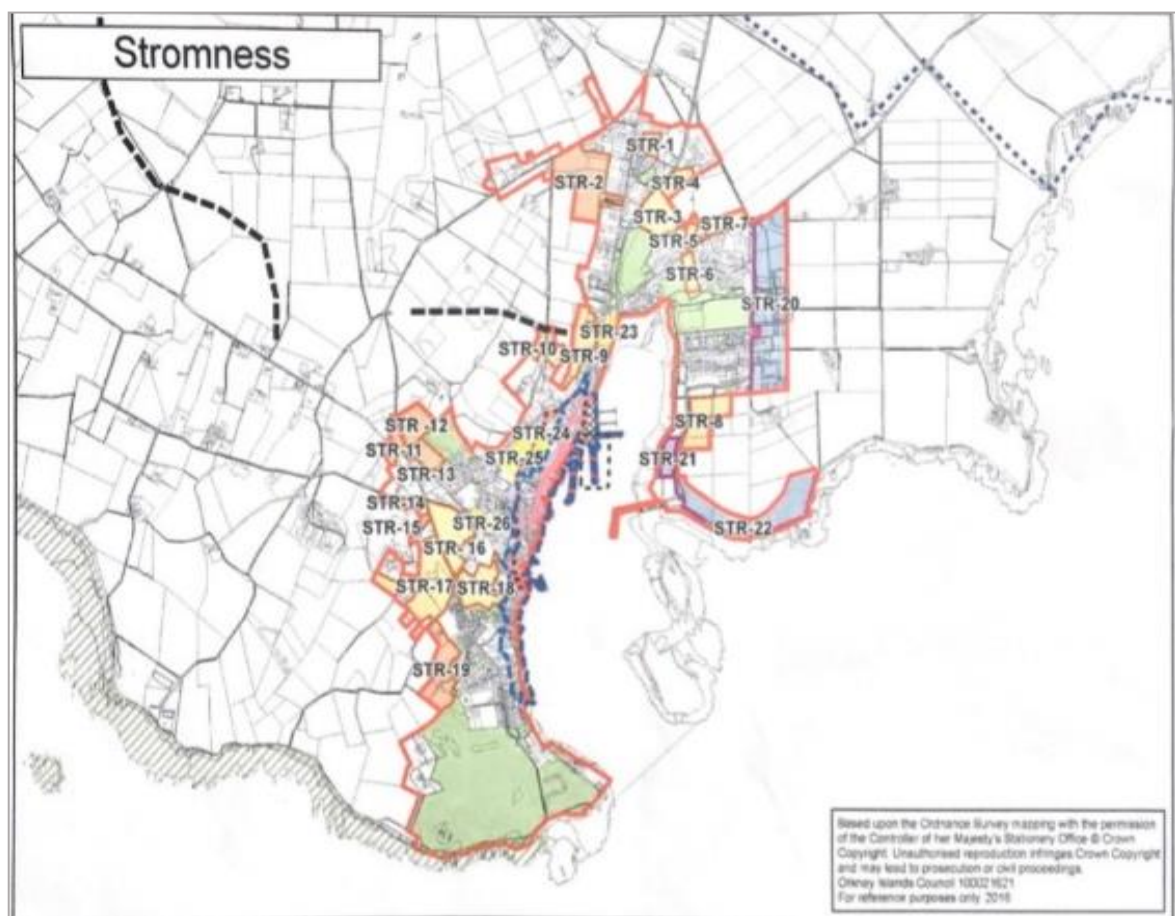 Stromness
STR-1
STR-2
STR-4
STR-3
STR-7
STR-5
STR-6
STR-20
STR-23
STR-10
STR-9
STR-8
STR -12
STR-24
STR-11
STR-25
STR-21
STR-13
STR-14
STR-26
STR-15
STR-22
STR- 16
STR-17
STR-18
STR-19
Based upon the Ordnance Survey mapping with the permission
of the Controller of her Majesty's Stationery Office © Crown
Copyright. Unauthorised reproduction infringes Crown Copyright
and may lead to prosecution or civil proceedings.
Orkney Islands Council 100021621
For reference purposes only 2016